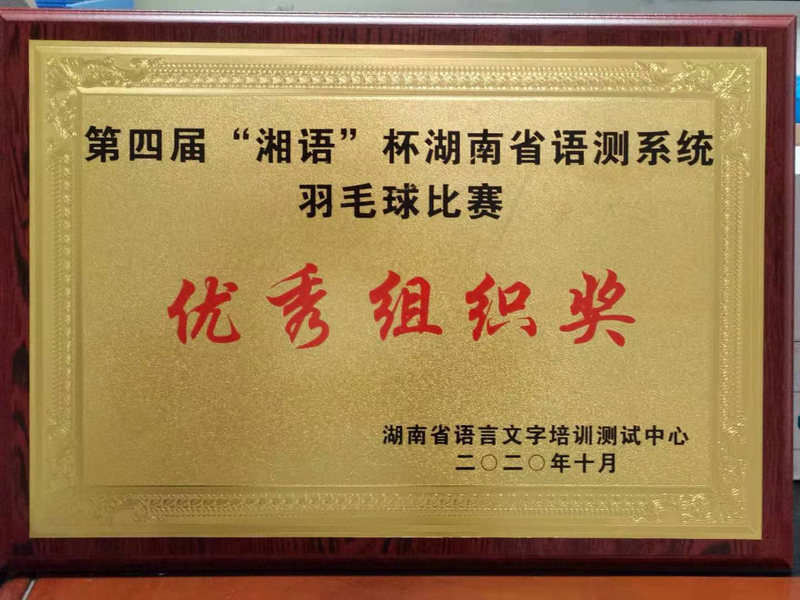 第四届“湘语”杯湖南省语测系统
羽毛球比赛
优秀组织奖
湖南省语言文字培训测试中心
二〇二〇年十月